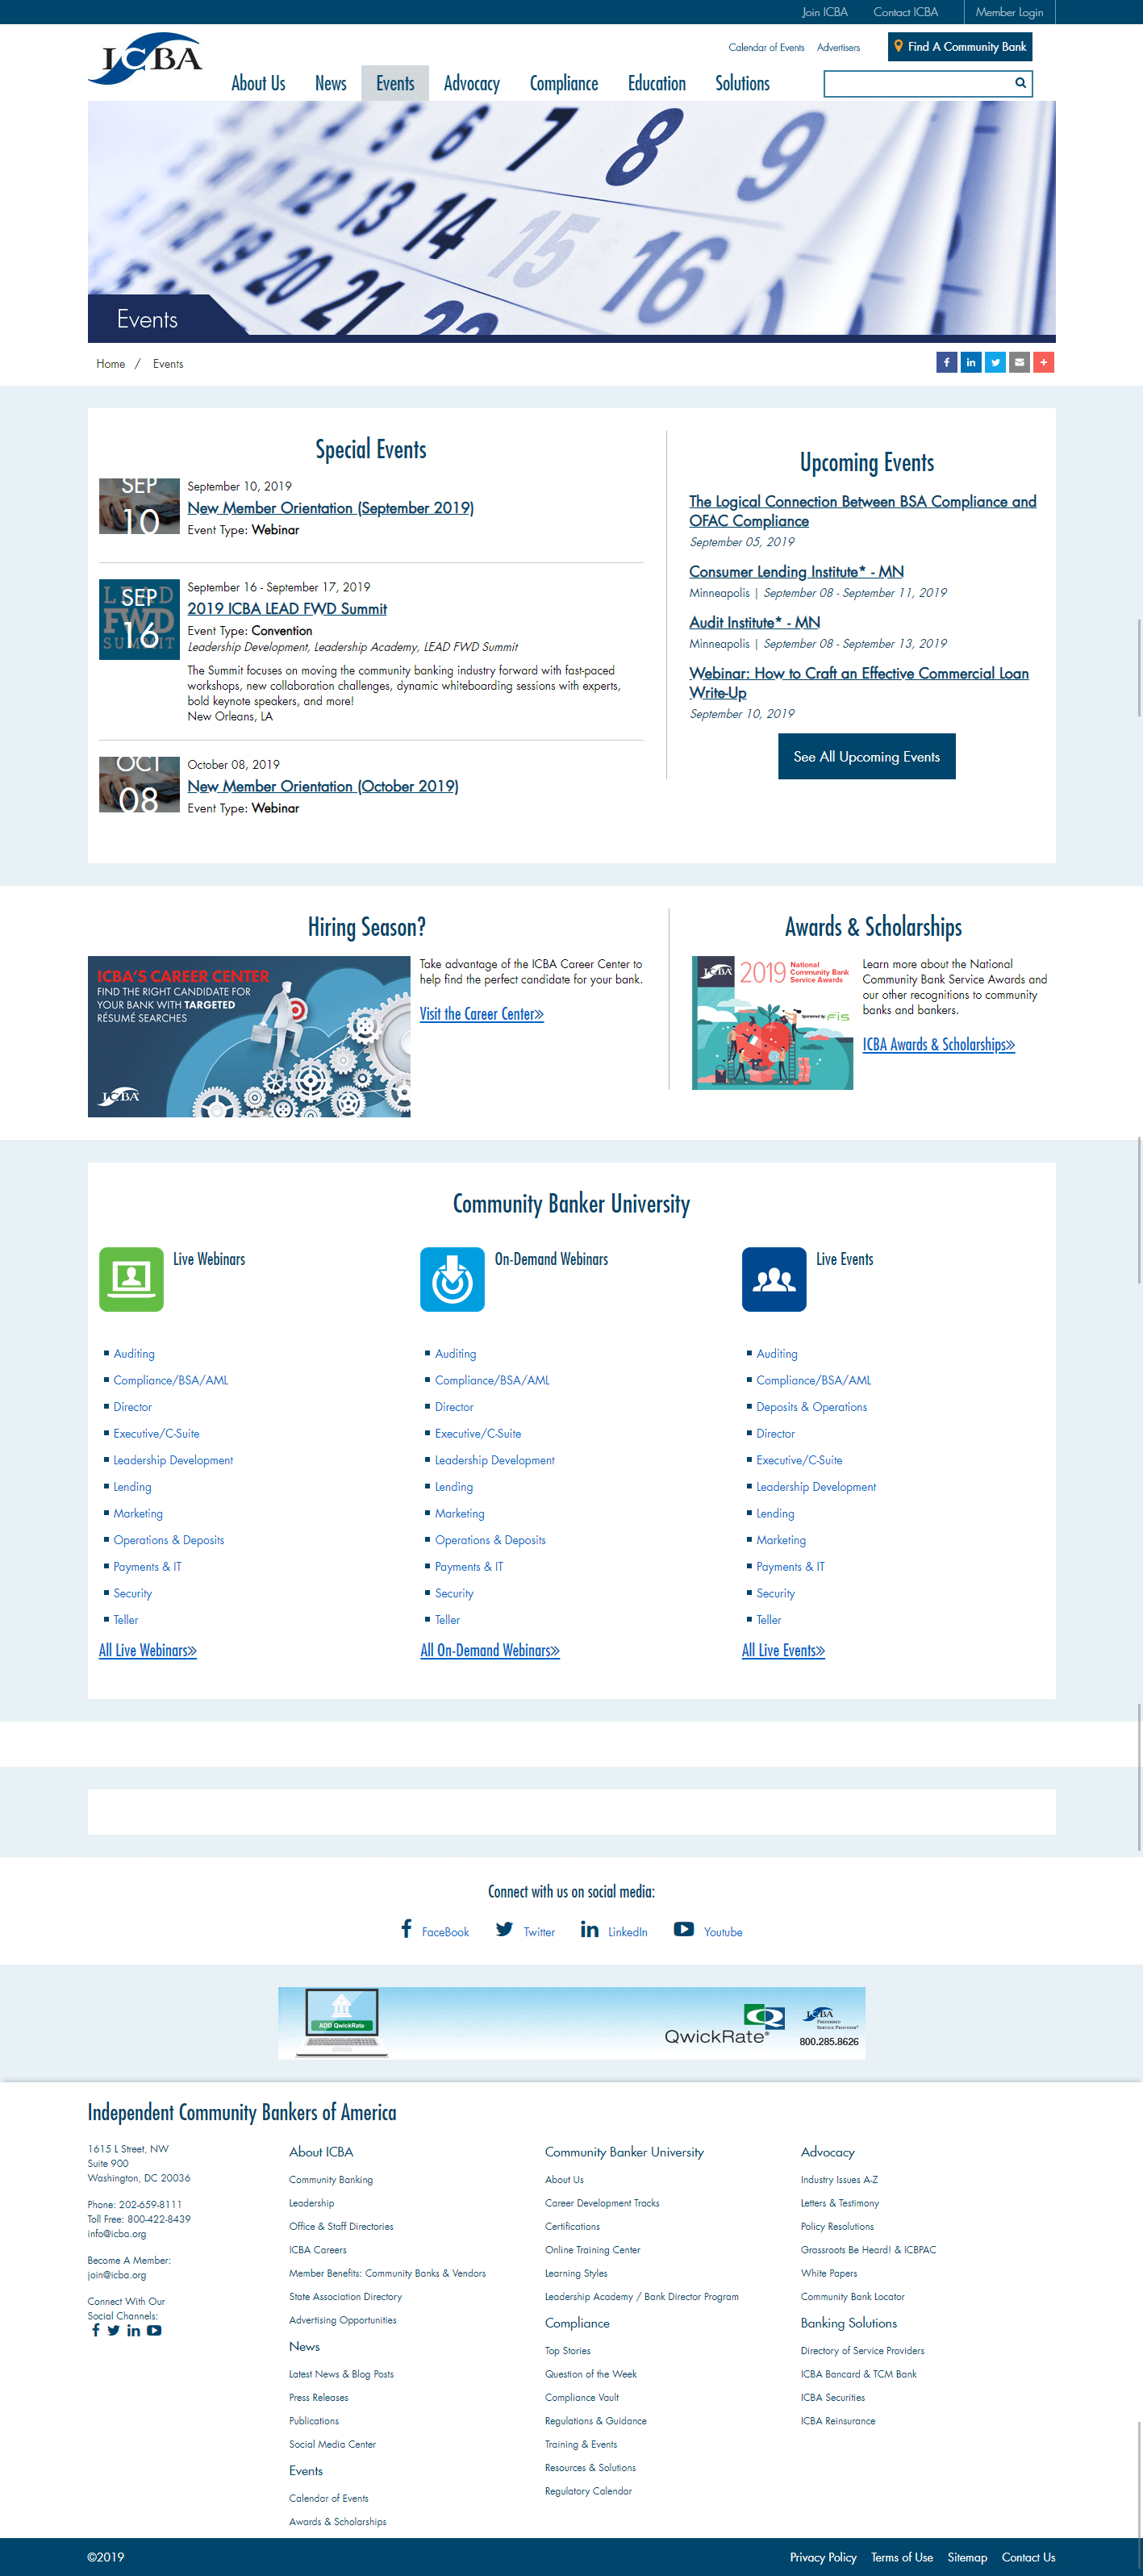 Join ICBA Contact ICBA Member Login
ICBA
Calendar of Events Advertisers Find A Community Bank
About Us News Events Advocacy Compliance Education Solutions
6 7 8 9
13 14 15 16
21 22 23
Events
Home / Events
Special Events
SEP
10
September 10, 2019
New Member Orientation (September 2019)
Event Type: Webinar
LEAD
FWD
SUMMIT
SEP
16
September 16 - September 17, 2019
2019 ICBA LEAD FWD Summit
Event Type: Convention
Leadership Development, Leadership Academy, LEAD FWD Summit
The Summit focuses on moving the community banking industry forward with fast-paced
workshops, new collaboration challenges, dynamic whiteboarding sessions with experts,
bold keynote speakers, and more!
New Orleans, LA
OCT
08
October 08, 2019
New Member Orientation (October 2019)
Event Type: Webinar
Upcoming Events
The Logical Connection Between BSA Compliance and
OFAC Compliance
September 05, 2019
Consumer Lending Institute* - MN
Minneapolis | September 08 - September 11, 2019
Audit Institute* - MN
Minneapolis | September 08 - September 13, 2019
Webinar: How to Craft an Effective Commercial Loan
Write-Up
September 10, 2019
See All Upcoming Events
Hiring Season?
ICBA'S CAREER CENTER
FIND THE RIGHT CANDIDATE FOR
YOUR BANK WITH TARGETED
RÉSUMÉ SEARCHES
ICBA
Take advantage of the ICBA Career Center to
help find the perfect candidate for your bank.
Visit the Career Center»
Awards & Scholarships
ICBA 2019 National
Community Bank
Service Awards
Sponsored by FIS
Learn more about the National
Community Bank Service Awards and
our other recognitions to community
banks and bankers.
ICBA Awards & Scholarships»
Community Banker University
Live Webinars
Auditing
Compliance/BSA/AML
Director
Executive/C-Suite
Leadership Development
Lending
Marketing
Operations & Deposits
Payments & IT
Security
Teller
All Live Webinars»
On-Demand Webinars
Auditing
Compliance/BSA/AML
Director
Executive/C-Suite
Leadership Development
Lending
Marketing
Operations & Deposits
Payments & IT
Security
Teller
All On-Demand Webinars»
Live Events
Auditing
Compliance/BSA/AML
Deposits & Operations
Director
Executive/C-Suite
Leadership Development
Lending
Marketing
Payments & IT
Security
Teller
All Live Events»
Connect with us on social media:
FaceBook Twitter LinkedIn Youtube
ADD QwickRate
QwickRate®
ICBA
PREFERRED
SERVICE PROVIDER®
800.285.8626
Independent Community Bankers of America
1615 L Street, NW
Suite 900
Washington, DC 20036
Phone: 202-659-8111
Toll Free: 800-422-8439
info@icba.org
Become A Member:
join@icba.org
Connect With Our
Social Channels:
About ICBA
Community Banking
Leadership
Office & Staff Directories
ICBA Careers
Member Benefits: Community Banks & Vendors
State Association Directory
Advertising Opportunities
News
Latest News & Blog Posts
Press Releases
Publications
Social Media Center
Events
Calendar of Events
Awards & Scholarships
Community Banker University
About Us
Career Development Tracks
Certifications
Online Training Center
Learning Styles
Leadership Academy / Bank Director Program
Compliance
Top Stories
Question of the Week
Compliance Vault
Regulations & Guidance
Training & Events
Resources & Solutions
Regulatory Calendar
Advocacy
Industry Issues A-Z
Letters & Testimony
Policy Resolutions
Grassroots Be Heard! & ICBPAC
White Papers
Community Bank Locator
Banking Solutions
Directory of Service Providers
ICBA Bancard & TCM Bank
ICBA Securities
ICBA Reinsurance
©2019 Privacy Policy Terms of Use Sitemap Contact Us